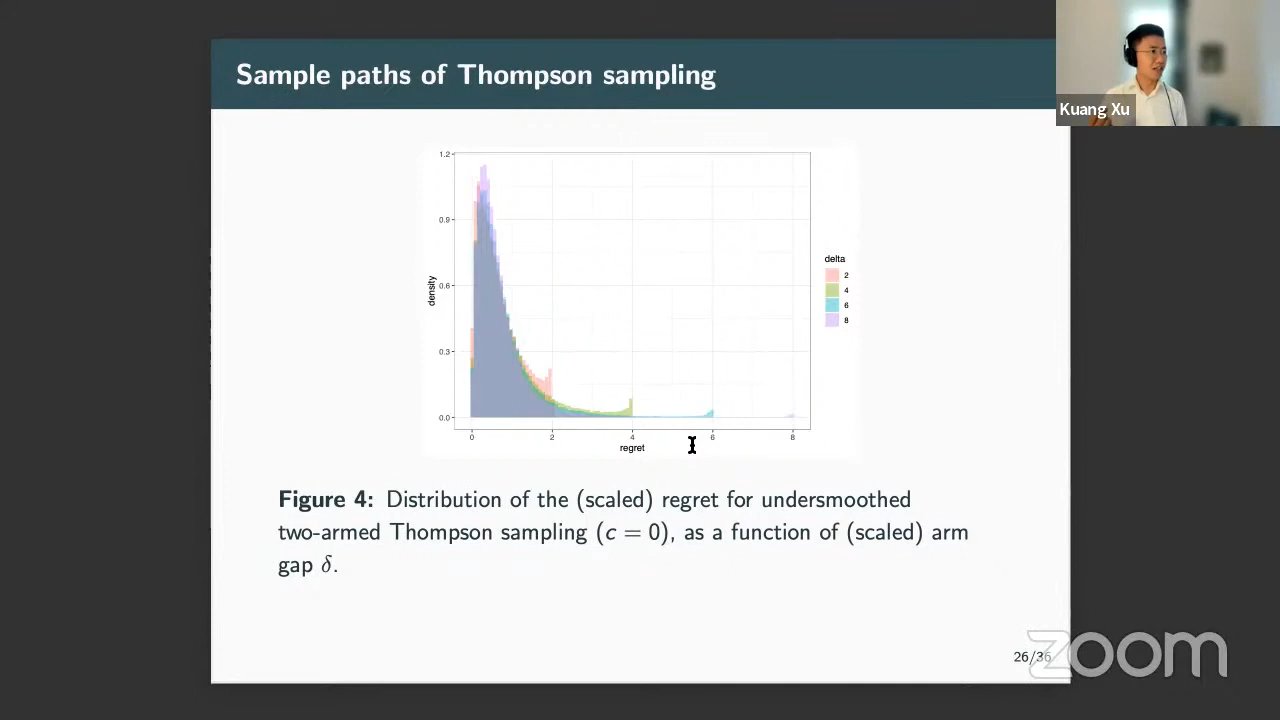 Sample paths of Thompson sampling
Kuang Xu
1.2
0.9
0.6
0.3
0.0
density
0
2
4
6
8
regret
delta
2
4
6
8
Figure 4: Distribution of the (scaled) regret for undersmoothed
two-armed Thompson sampling (c = 0), as a function of (scaled) arm
gap δ.
26/36
zoom